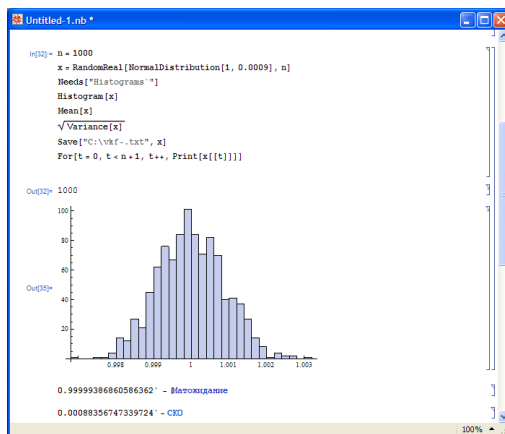 Untitled-1.nb *
In[32]:= n = 1000
x = RandomReal[NormalDistribution[1, 0.0009], n]
Needs["Histograms`"]
Histogram[x]
Mean[x]
√Variance[x]
Save["C:\vkf-.txt", x]
For[t = 0, t < n + 1, t++, Print[x[[t]]]]
Out[32]= 1000
Out[35]=
100
80
60
40
20
0.998 0.999 1 1.001 1.002 1.003
0.99999386860586362` - Матожидание
0.00088356747339724` - СКО
100%